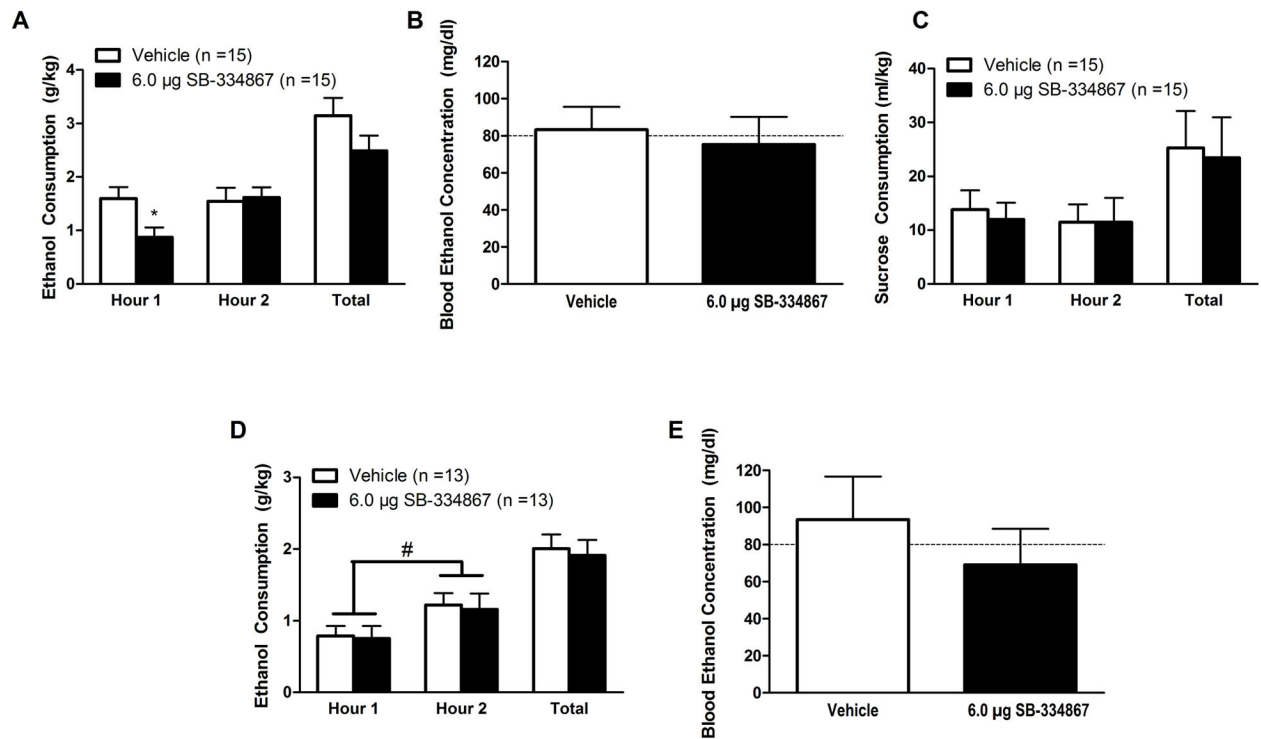 A
Vehicle (n =15)
6.0 µg SB-334867 (n =15)
Ethanol Consumption (g/kg)
4
3
2
1
0
*
Hour 1 Hour 2 Total
B
Blood Ethanol Concentration (mg/dl)
120
100
80
60
40
20
0
Vehicle 6.0 µg SB-334867
C
Vehicle (n =15)
6.0 µg SB-334867 (n =15)
Sucrose Consumption (ml/kg)
40
30
20
10
0
Hour 1 Hour 2 Total
D
Vehicle (n =13)
6.0 µg SB-334867 (n =13)
Ethanol Consumption (g/kg)
3
2
1
0
#
Hour 1 Hour 2 Total
E
Blood Ethanol Concentration (mg/dl)
120
100
80
60
40
20
0
Vehicle 6.0 µg SB-334867